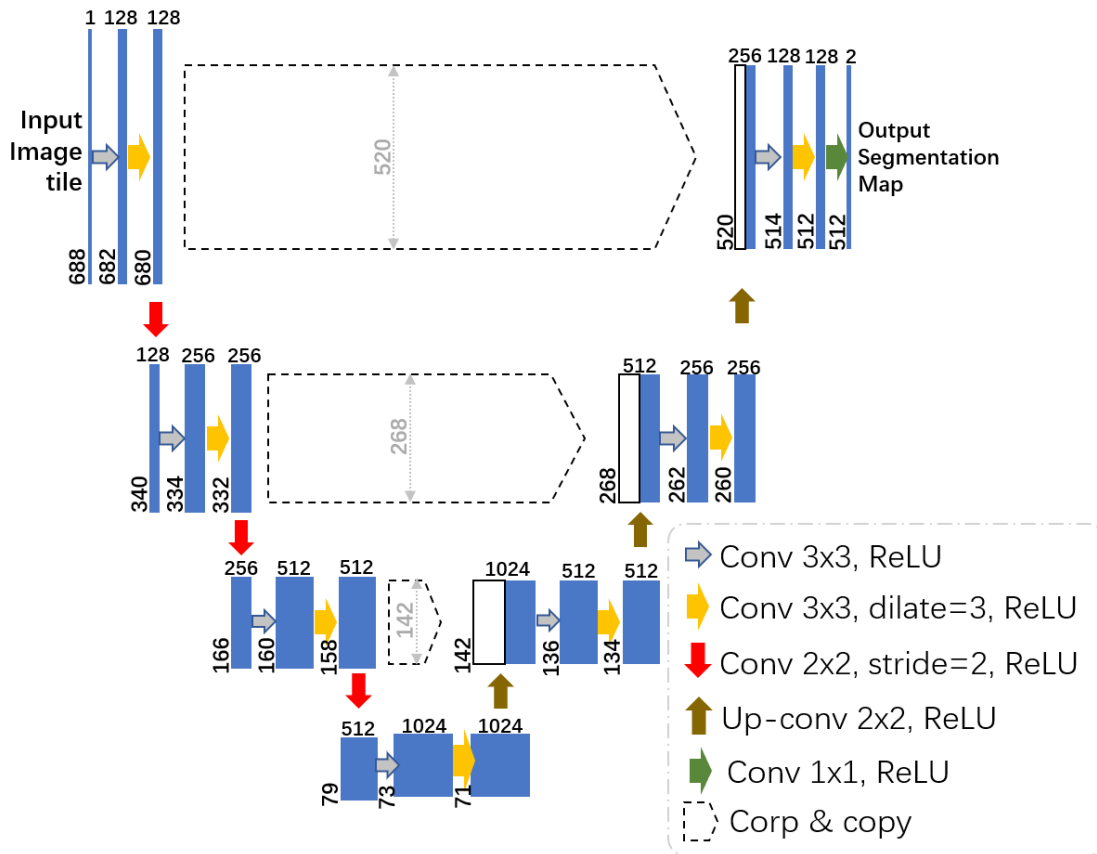 1 128 128
Input
Image
tile
688 682 680
520
256 128 128 2
Output
Segmentation
Map
520 514 512 512
128 256 256
340 334 332
268
512 256 256
268 262 260
256 512 512
166 160 158
142
1024 512 512
142 136 134
512 1024 1024
79 73 71
Conv 3x3, ReLU
Conv 3x3, dilate=3, ReLU
Conv 2x2, stride=2, ReLU
Up-conv 2x2, ReLU
Conv 1x1, ReLU
Corp & copy